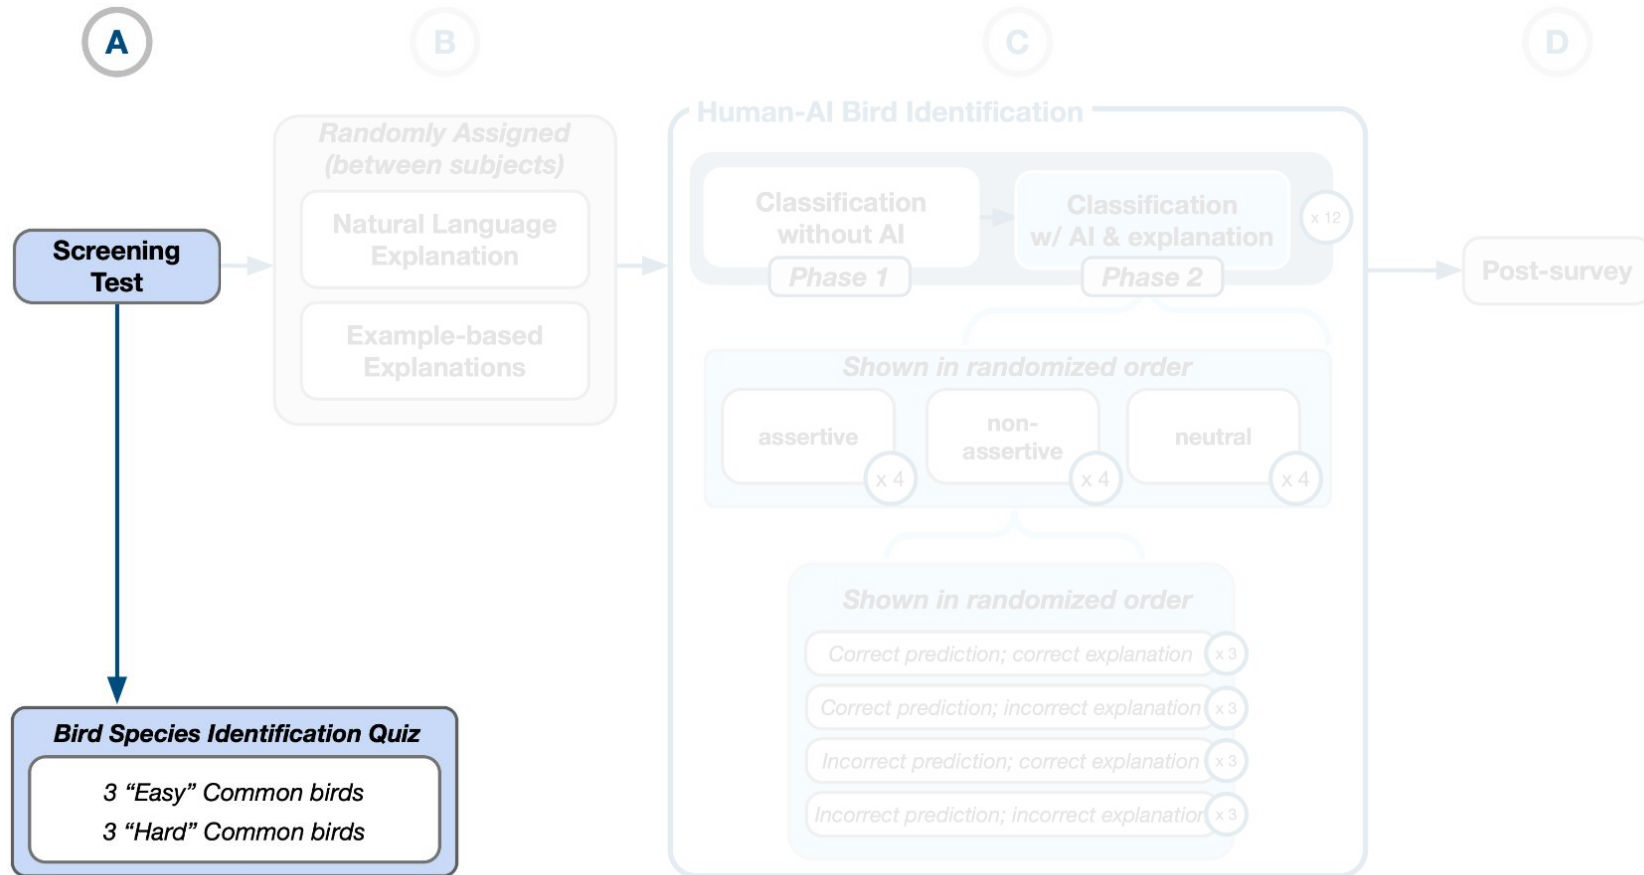 A
B
C
D
Screening
Test
Randomly Assigned
(between subjects)
Natural Language
Explanation
Example-based
Explanations
Human-AI Bird Identification
Classification
without AI
Phase 1
Classification
w/ AI & explanation
Phase 2
x 12
Shown in randomized order
assertive
x 4
non-
assertive
x 4
neutral
x 4
Shown in randomized order
Correct prediction; correct explanation
x 3
Correct prediction; incorrect explanation
x 3
Incorrect prediction; correct explanation
x 3
Incorrect prediction; incorrect explanation
x 3
Post-survey
Bird Species Identification Quiz
3 “Easy” Common birds
3 “Hard” Common birds